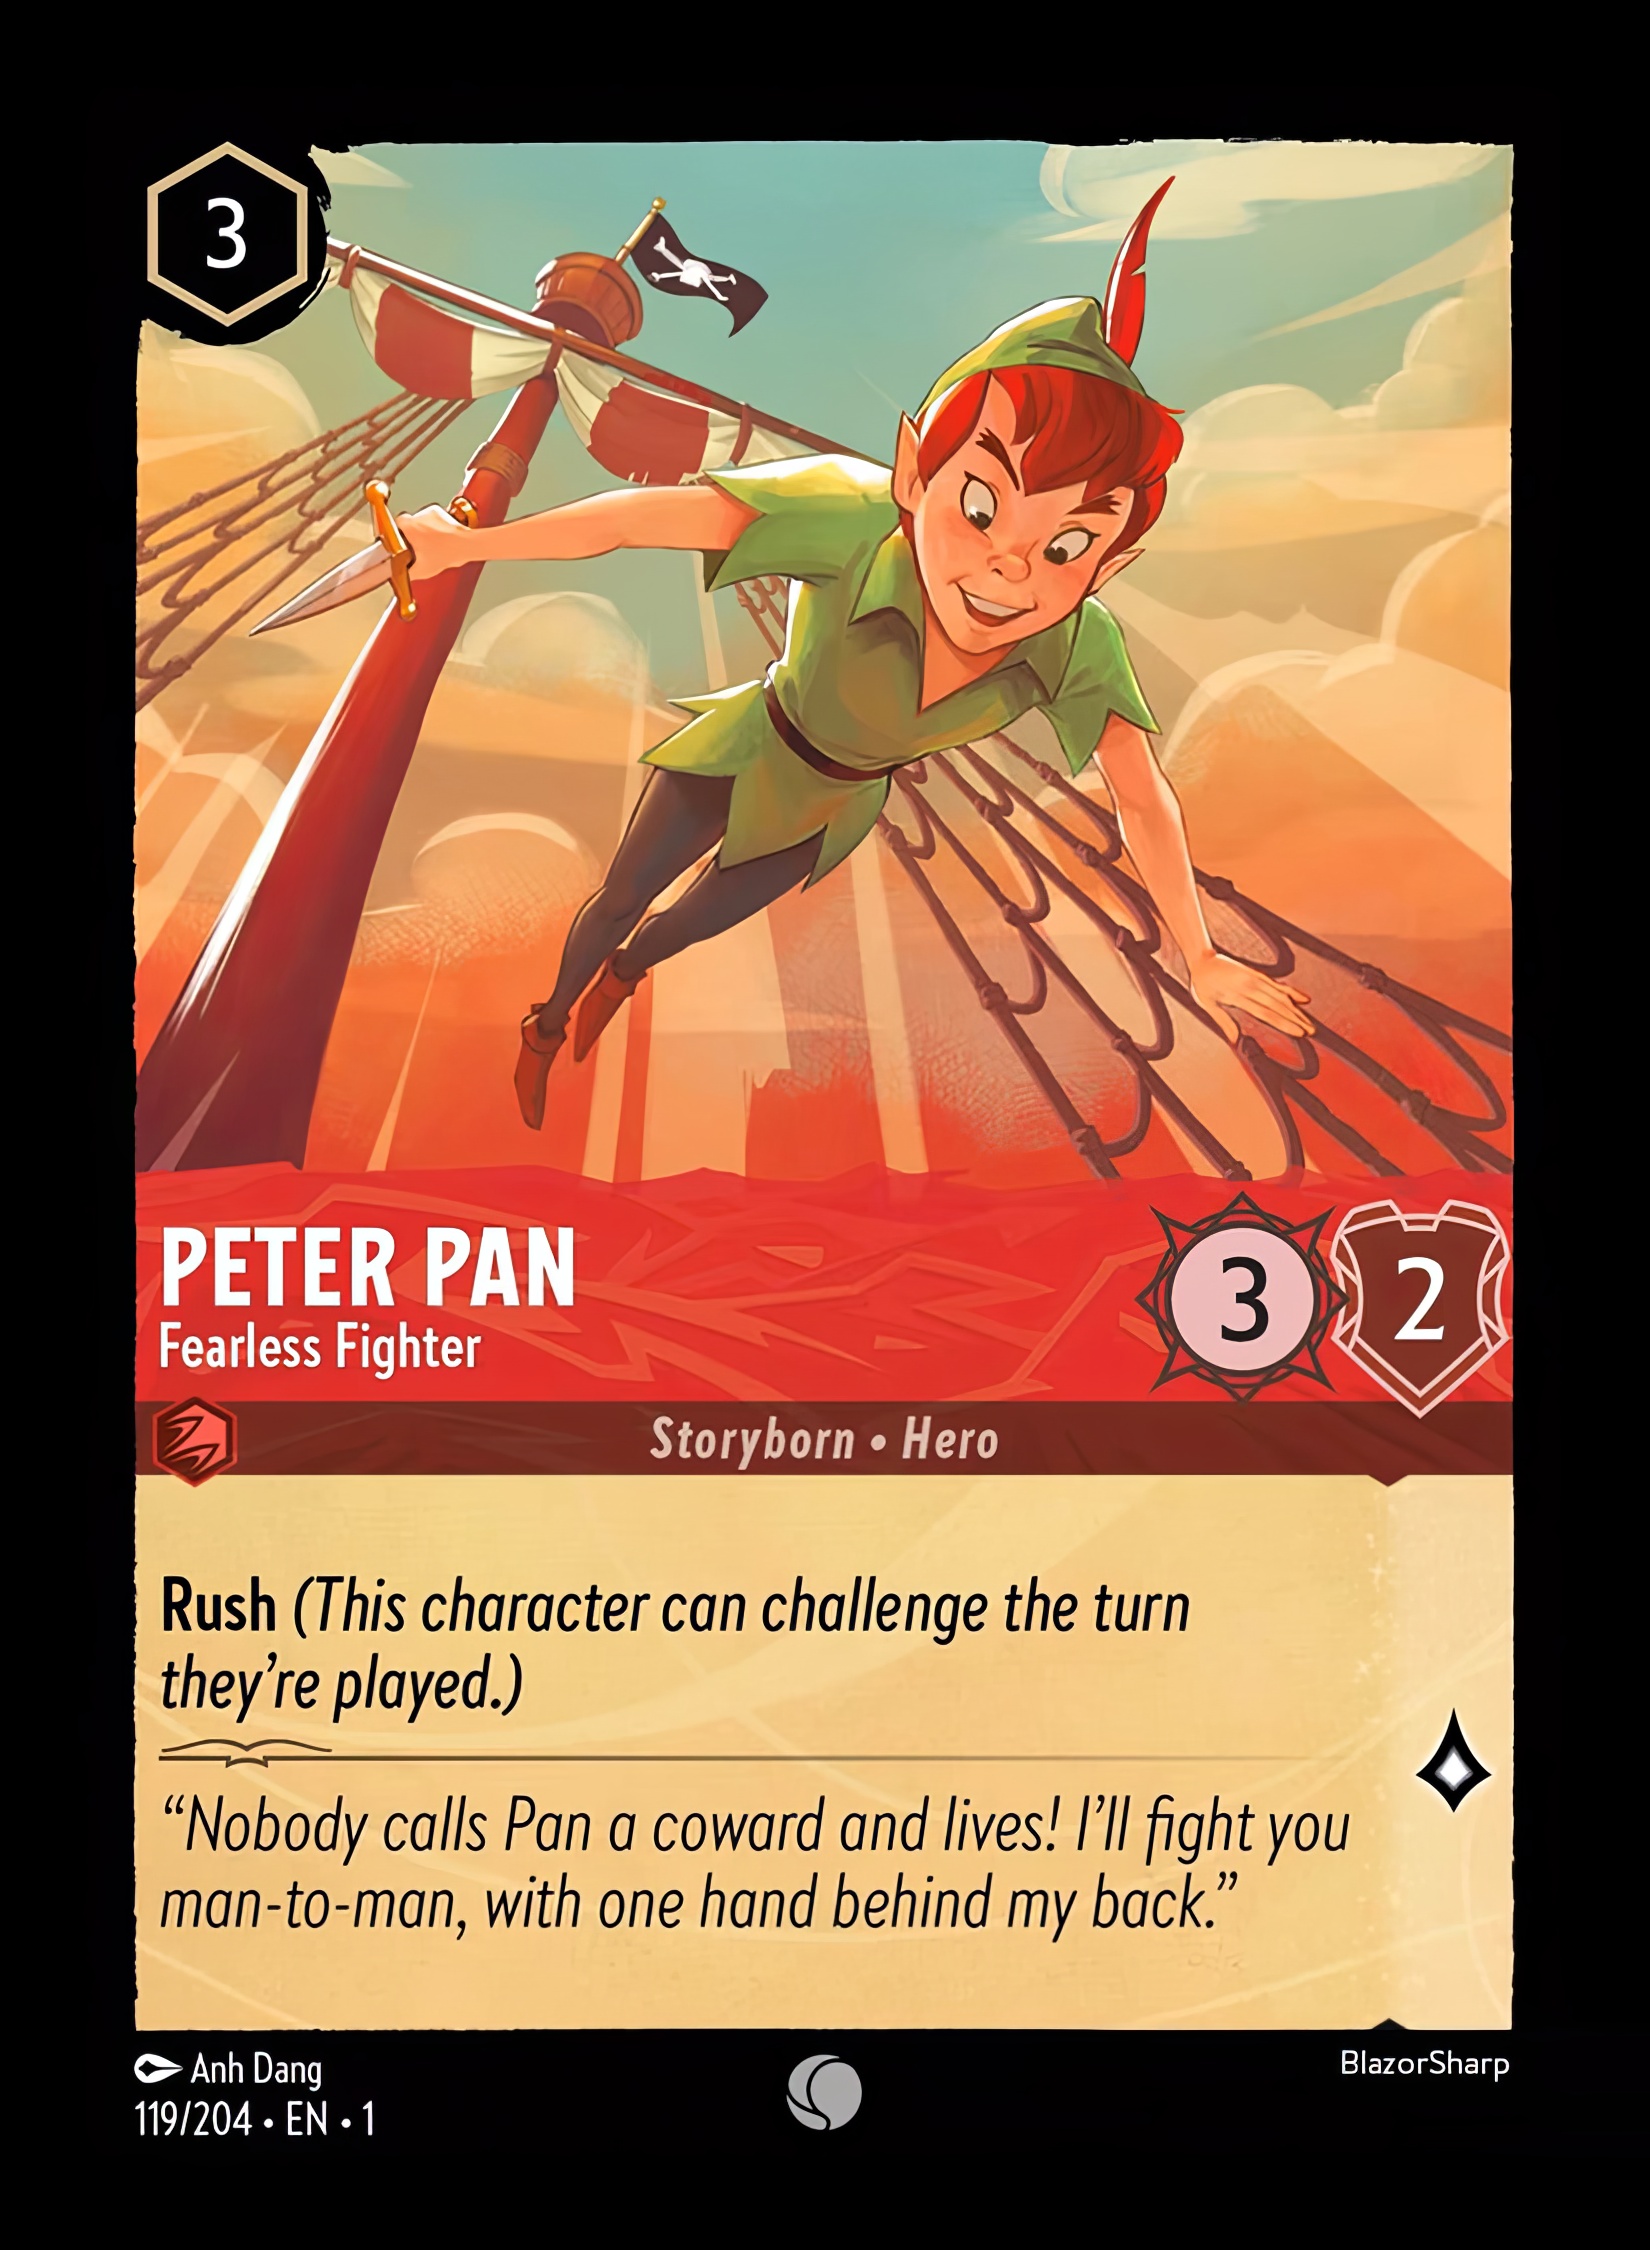 3
PETER PAN
Fearless Fighter
3
2
Storyborn • Hero
Rush (This character can challenge the turn
they’re played.)
“Nobody calls Pan a coward and lives! I’ll fight you
man-to-man, with one hand behind my back.”
Anh Dang
BlazorSharp
119/204 • EN • 1